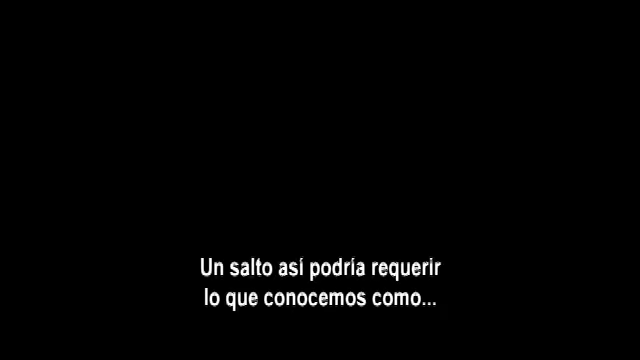 Un salto así podría requerir
lo que conocemos como...